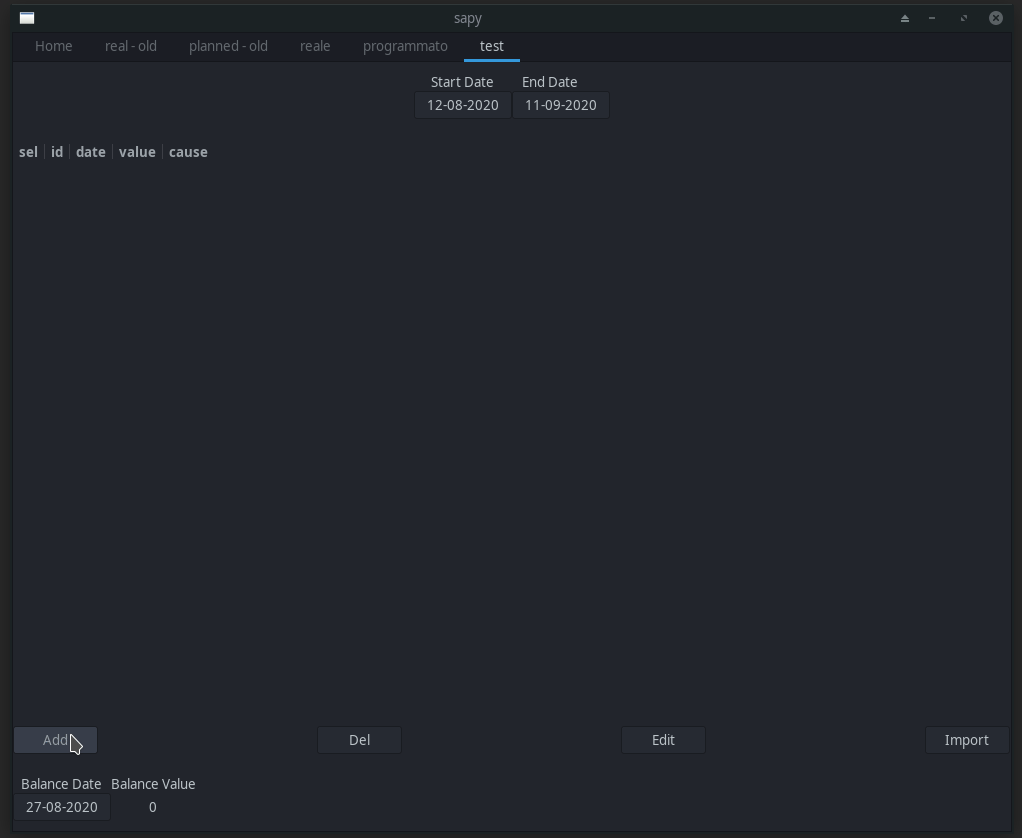 sapy
Home real - old planned - old reale programmato test
Start Date End Date
12-08-2020 11-09-2020
sel id date value cause
Add Del Edit Import
Balance Date Balance Value
27-08-2020 0